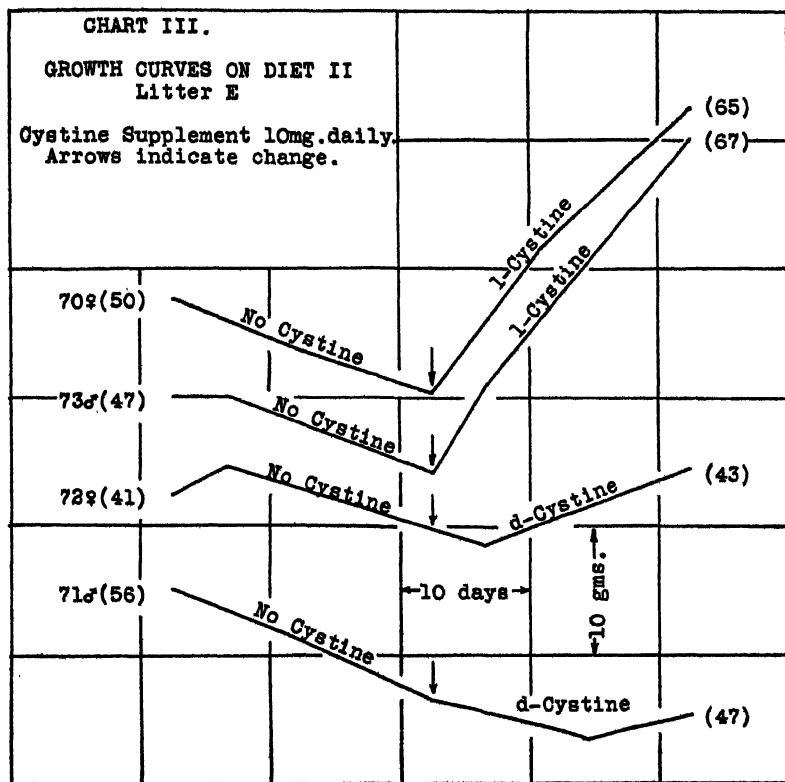 CHART III.
GROWTH CURVES ON DIET II
Litter E
Cystine Supplement 10mg.daily.
Arrows indicate change.
(65)
(67)
l-Cystine
l-Cystine
70♀(50)
No Cystine
73♂(47)
No Cystine
72♀(41)
No Cystine
d-Cystine
(43)
71♂(56)
No Cystine
10 days
10 gms.
d-Cystine
(47)